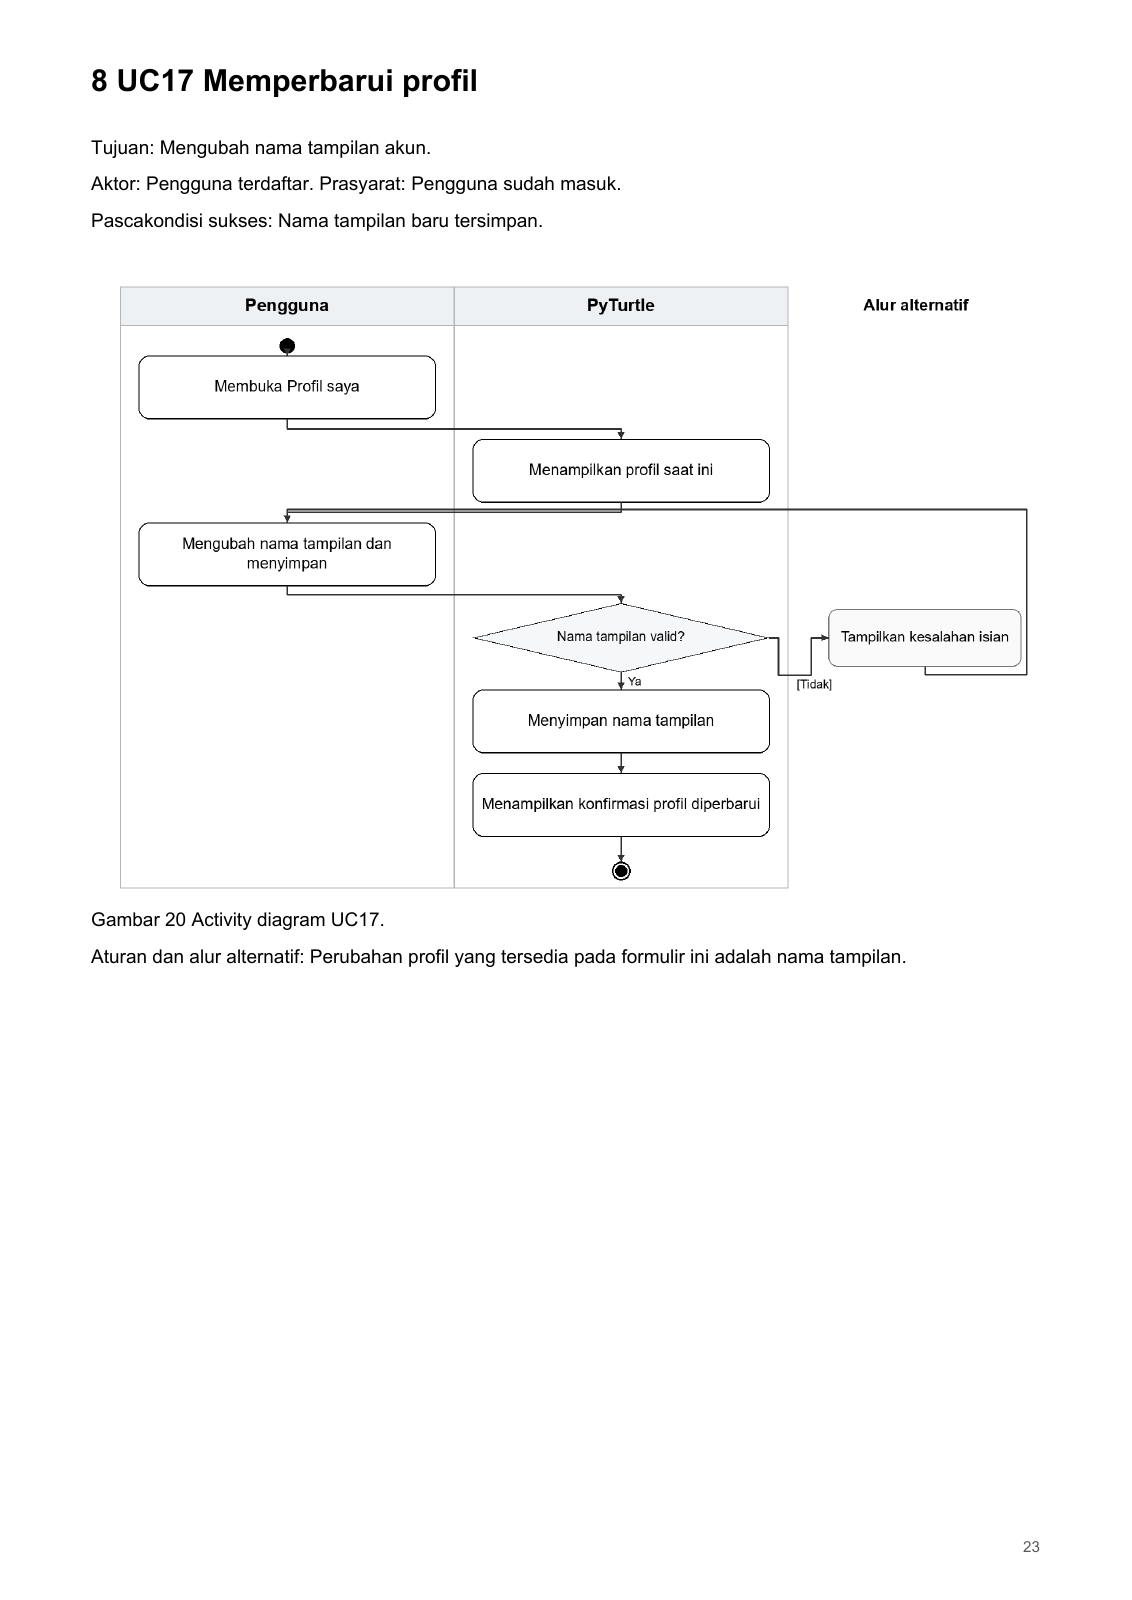 8 UC17 Memperbarui profil
Tujuan: Mengubah nama tampilan akun.
Aktor: Pengguna terdaftar. Prasyarat: Pengguna sudah masuk.
Pascakondisi sukses: Nama tampilan baru tersimpan.
Pengguna
PyTurtle
Alur alternatif
Membuka Profil saya
Menampilkan profil saat ini
Mengubah nama tampilan dan
menyimpan
Nama tampilan valid?
Tampilkan kesalahan isian
Ya
[Tidak]
Menyimpan nama tampilan
Menampilkan konfirmasi profil diperbarui
Gambar 20 Activity diagram UC17.
Aturan dan alur alternatif: Perubahan profil yang tersedia pada formulir ini adalah nama tampilan.
23